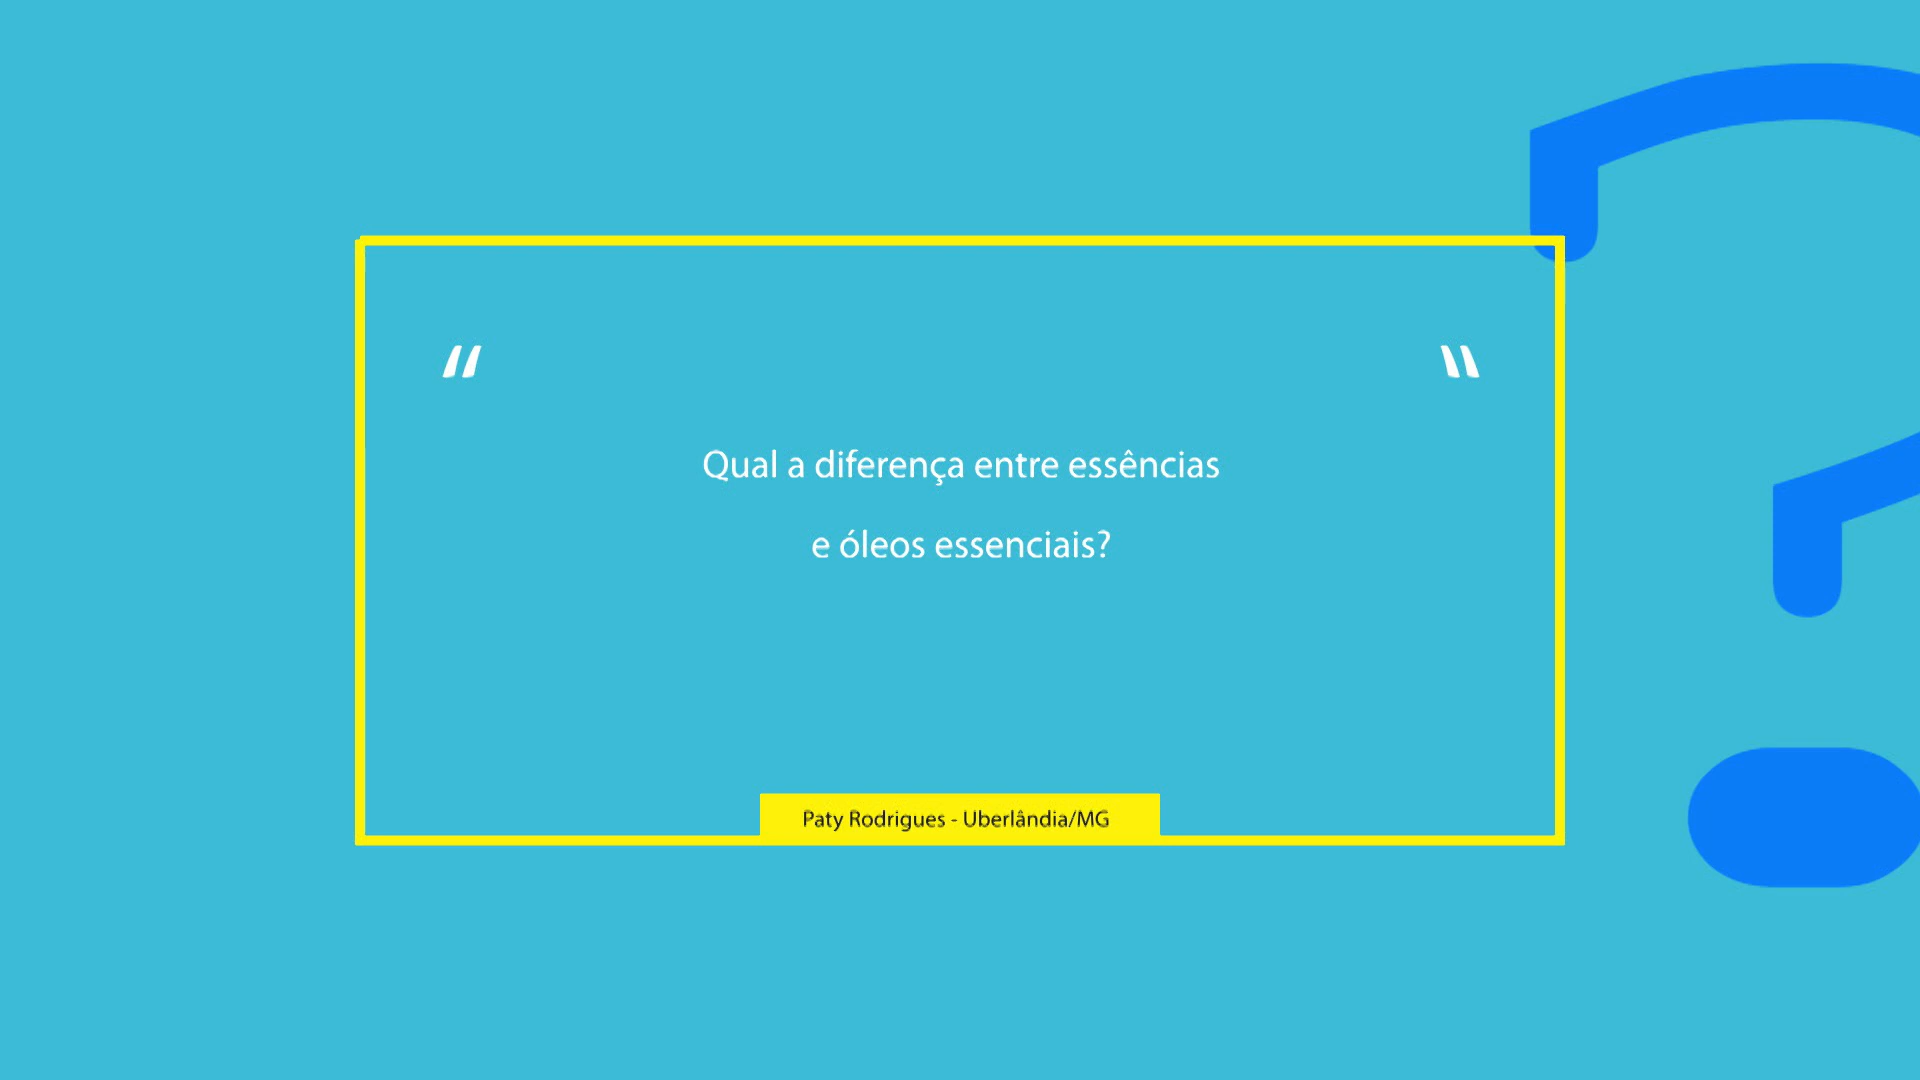 “ “
Qual a diferença entre essências
e óleos essenciais?
Paty Rodrigues - Uberlândia/MG
?